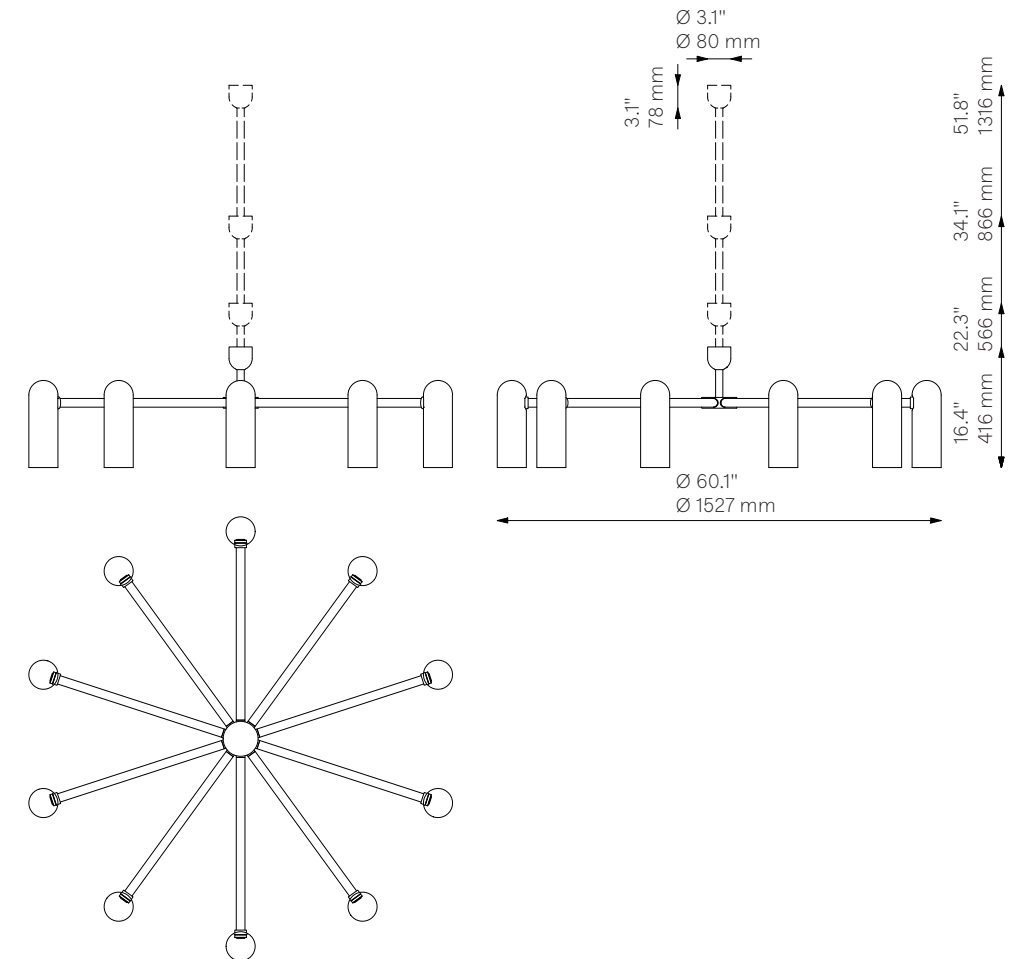 Ø 3.1"
Ø 80 mm
3.1"
78 mm
51.8"
1316 mm
34.1"
866 mm
22.3"
566 mm
16.4"
416 mm
Ø 60.1"
Ø 1527 mm